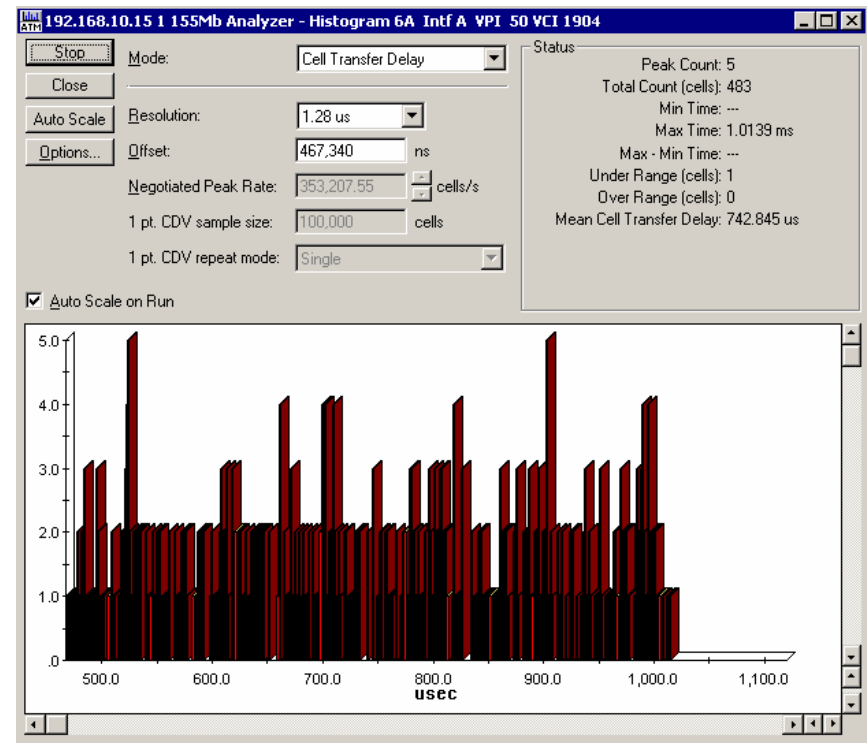 ATM 192.168.10.15 1 155Mb Analyzer - Histogram 6A Intf A VPI 50 VCI 1904
Stop
Close
Auto Scale
Options...
Mode: Cell Transfer Delay
Resolution: 1.28 us
Offset: 467,340 ns
Negotiated Peak Rate: 353,207.55 cells/s
1 pt. CDV sample size: 100,000 cells
1 pt. CDV repeat mode: Single
Auto Scale on Run
Status
Peak Count: 5
Total Count (cells): 483
Min Time: ---
Max Time: 1.0139 ms
Max - Min Time: ---
Under Range (cells): 1
Over Range (cells): 0
Mean Cell Transfer Delay: 742.845 us
5.0
4.0
3.0
2.0
1.0
.0
500.0 600.0 700.0 800.0 900.0 1,000.0 1,100.0
usec